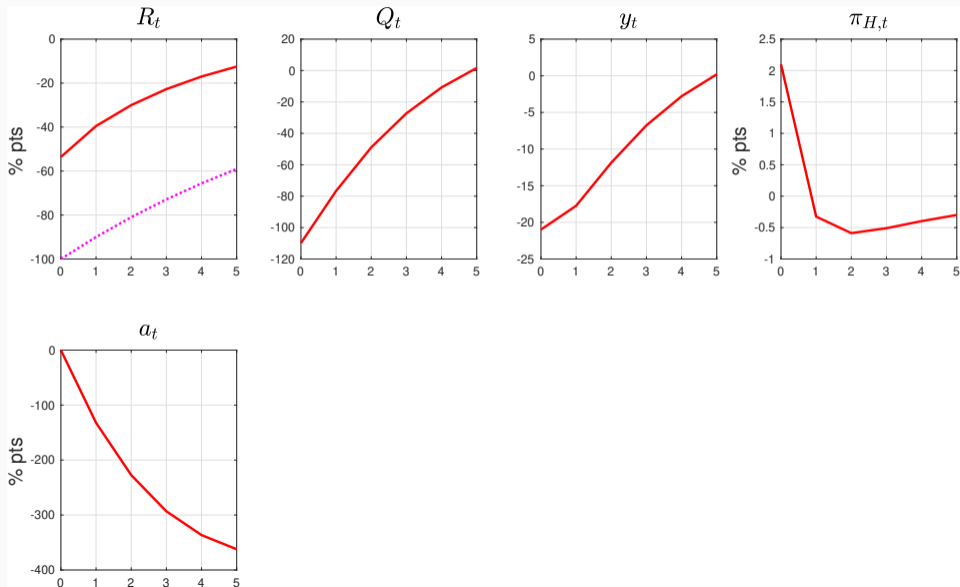 R_t Q_t y_t π_{H,t}
0 20 5 2.5
-20 0 0 2
-40 -20 -5 1.5
-60 -40 -10 1
-80 -60 -15 0.5
-100 -80 -20 0
-100 -25 -0.5
-120 -1
% pts % pts
0 1 2 3 4 5 0 1 2 3 4 5 0 1 2 3 4 5 0 1 2 3 4 5
a_t
0
-100
-200
-300
-400
% pts
0 1 2 3 4 5